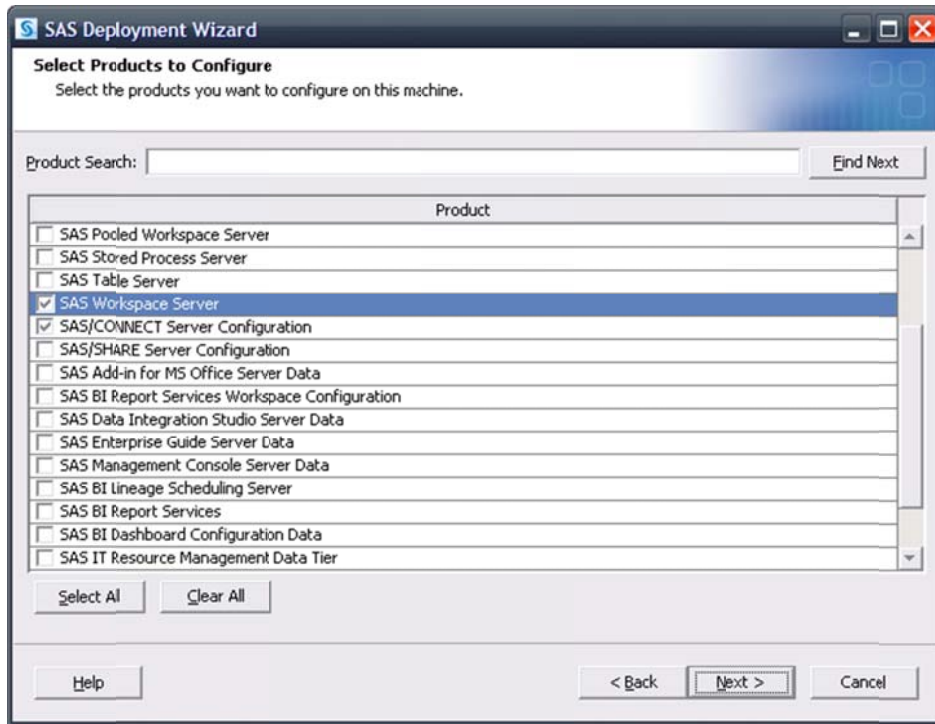 SAS Deployment Wizard
Select Products to Configure
Select the products you want to configure on this machine.
Product Search:
Find Next
Product
SAS Pooled Workspace Server
SAS Stored Process Server
SAS Table Server
SAS Workspace Server
SAS/CONNECT Server Configuration
SAS/SHARE Server Configuration
SAS Add-in for MS Office Server Data
SAS BI Report Services Workspace Configuration
SAS Data Integration Studio Server Data
SAS Enterprise Guide Server Data
SAS Management Console Server Data
SAS BI Lineage Scheduling Server
SAS BI Report Services
SAS BI Dashboard Configuration Data
SAS IT Resource Management Data Tier
Select All
Clear All
Help
< Back
Next >
Cancel